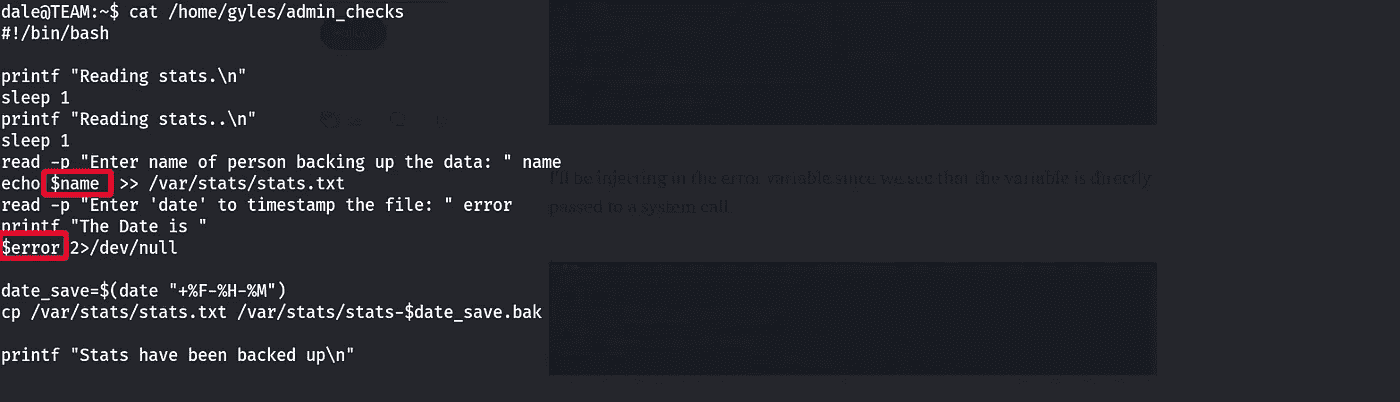 dale@TEAM:~$ cat /home/gyles/admin_checks
#!/bin/bash
printf "Reading stats.\n"
sleep 1
printf "Reading stats..\n"
sleep 1
read -p "Enter name of person backing up the data: " name
echo $name >> /var/stats/stats.txt
I'll be injecting in the error variable since we see that the variable is directly
read -p "Enter 'date' to timestamp the file: " error
passed to a system call
printf "The Date is "
$error 2>/dev/null
date_save=$(date "+%F-%H-%M")
cp /var/stats/stats.txt /var/stats/stats-$date_save.bak
printf "Stats have been backed up\n"